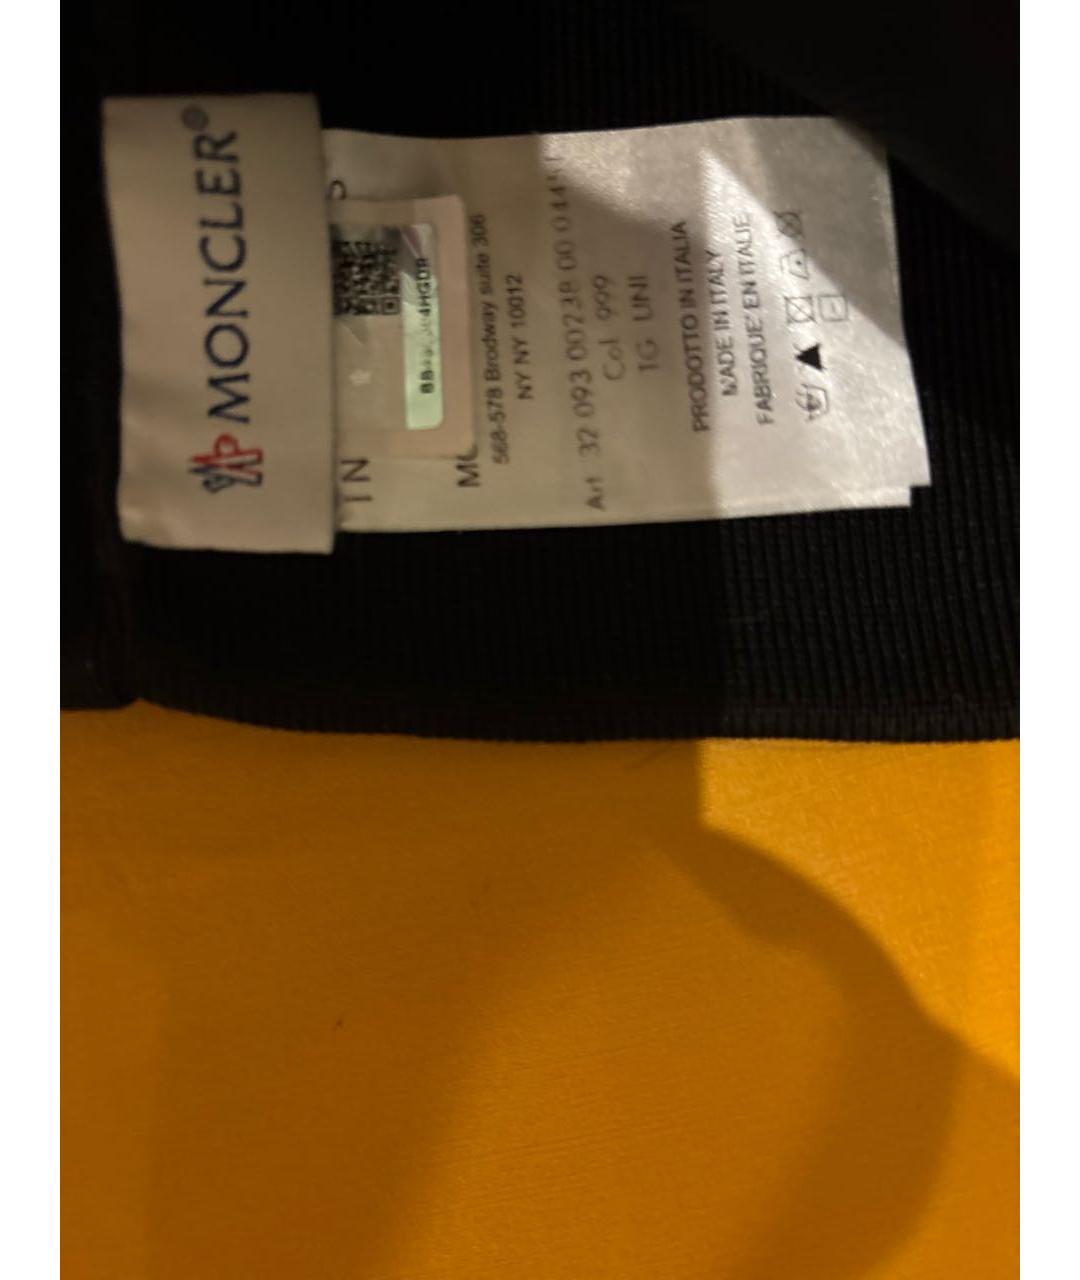 MONCLER®
568-578 Brodway suite 306
NY NY 10012
Art 32 093 00238 00
Col 999
TG UNI
PRODOTTO IN ITALIA
MADE IN ITALY
FABRIQUE' EN ITALIE